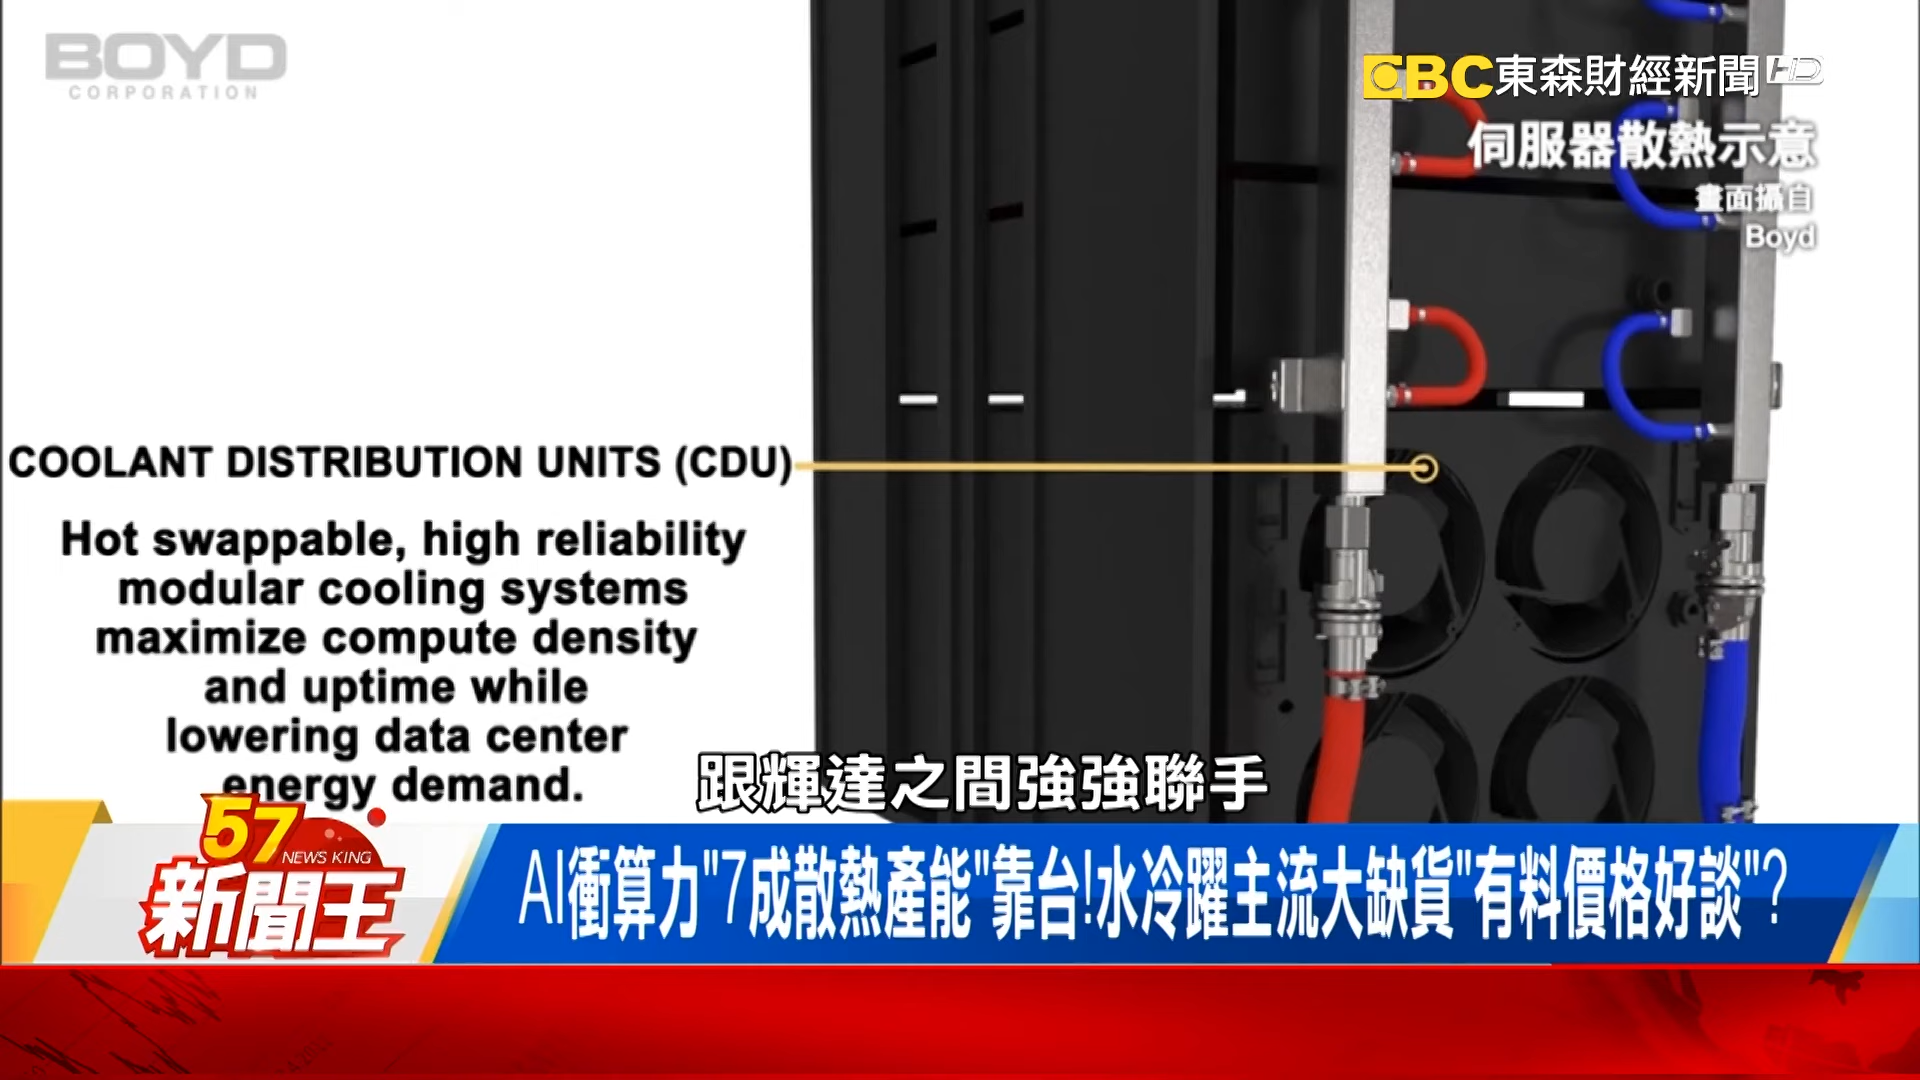 BOYD
CORPORATION
EBC東森財經新聞HD
伺服器散熱示意
畫面攝自
Boyd
COOLANT DISTRIBUTION UNITS (CDU)
Hot swappable, high reliability
modular cooling systems
maximize compute density
and uptime while
lowering data center
energy demand.
跟輝達之間強強聯手
57
NEWS KING
新聞王
AI衝算力"7成散熱產能"靠台!水冷躍主流大缺貨"有料價格好談"?